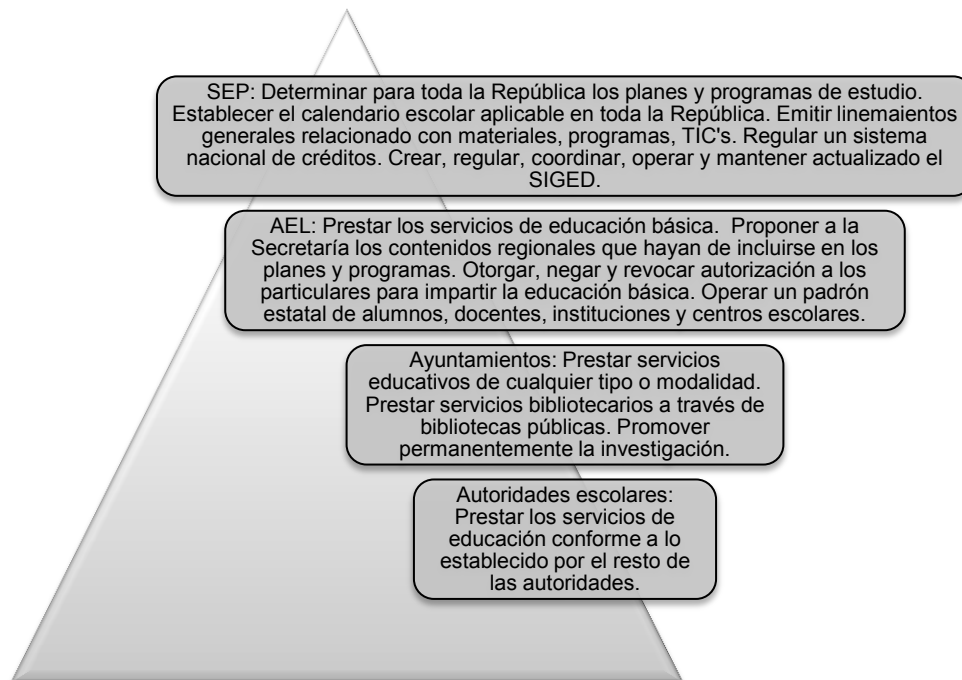 SEP: Determinar para toda la República los planes y programas de estudio.
Establecer el calendario escolar aplicable en toda la República. Emitir linemaientos
generales relacionado con materiales, programas, TIC's. Regular un sistema
nacional de créditos. Crear, regular, coordinar, operar y mantener actualizado el
SIGED.
AEL: Prestar los servicios de educación básica. Proponer a la
Secretaría los contenidos regionales que hayan de incluirse en los
planes y programas. Otorgar, negar y revocar autorización a los
particulares para impartir la educación básica. Operar un padrón
estatal de alumnos, docentes, instituciones y centros escolares.
Ayuntamientos: Prestar servicios
educativos de cualquier tipo o modalidad.
Prestar servicios bibliotecarios a través de
bibliotecas públicas. Promover
permanentemente la investigación.
Autoridades escolares:
Prestar los servicios de
educación conforme a lo
establecido por el resto de
las autoridades.